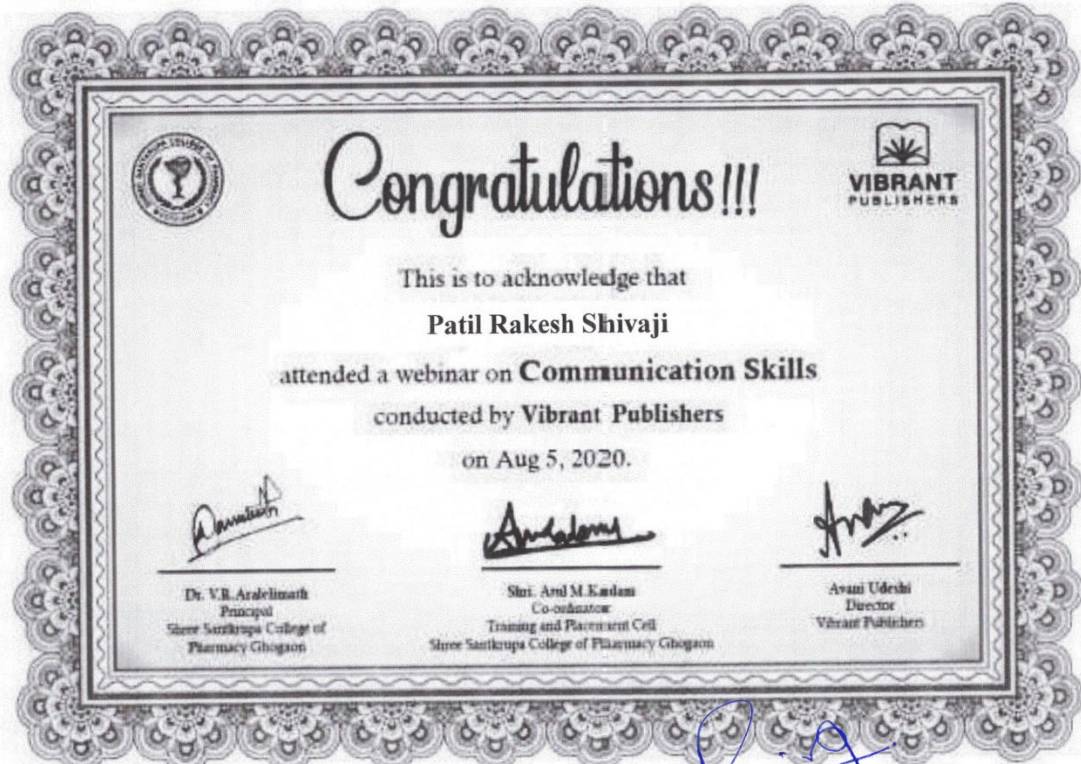 Congratulations!!!
VIBRANT
PUBLISHERS
This is to acknowledge that
Patil Rakesh Shivaji
attended a webinar on Communication Skills
conducted by Vibrant Publishers
on Aug 5, 2020.
Dr. V.R. Aralelimath
Principal
Shree Santkrupa College of
Pharmacy Ghogaon
Shri. Atul M. Kadam
Co-ordinator
Training and Placement Cell
Shree Santkrupa College of Pharmacy Ghogaon
Avani Udeshi
Director
Vibrant Publishers